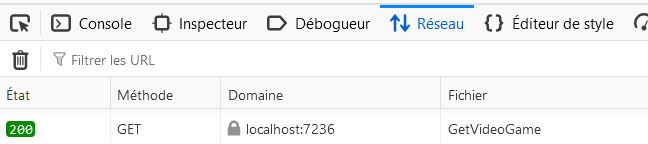 Console Inspecteur Débogueur Réseau Éditeur de style
Filtrer les URL
État Méthode Domaine Fichier
200 GET localhost:7236 GetVideoGame